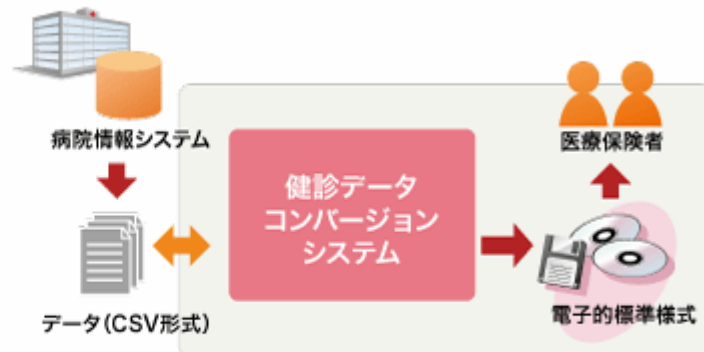 病院情報システム
データ(CSV形式)
健診データ
コンバージョン
システム
医療保険者
電子的標準様式